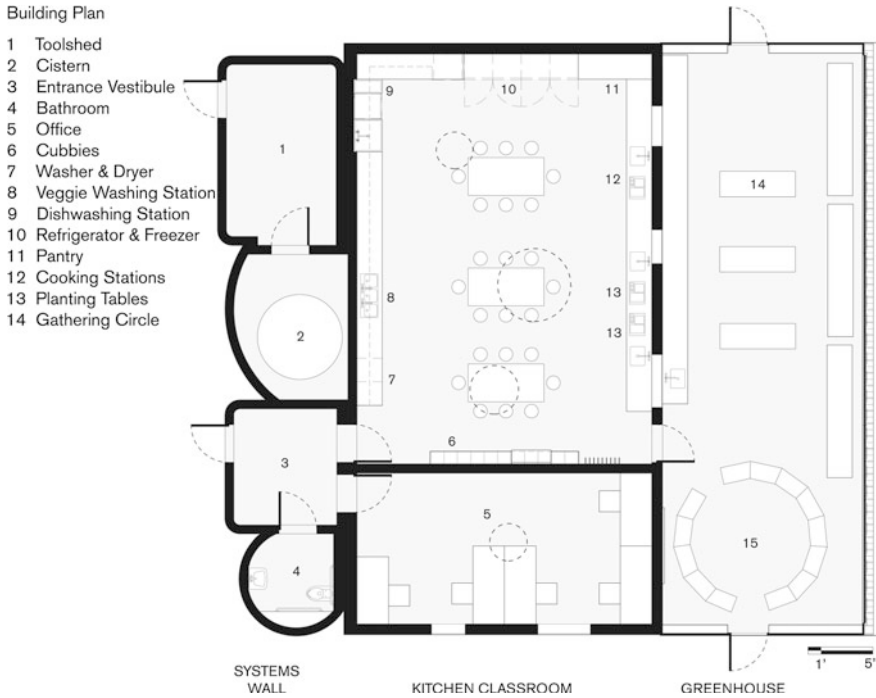 Building Plan
1 Toolshed
2 Cistern
3 Entrance Vestibule
4 Bathroom
5 Office
6 Cubbies
7 Washer & Dryer
8 Veggie Washing Station
9 Dishwashing Station
10 Refrigerator & Freezer
11 Pantry
12 Cooking Stations
13 Planting Tables
14 Gathering Circle
9
10
11
1
12
14
2
8
13
13
7
6
3
5
15
4
1'
5'
SYSTEMS
WALL
KITCHEN CLASSROOM
GREENHOUSE